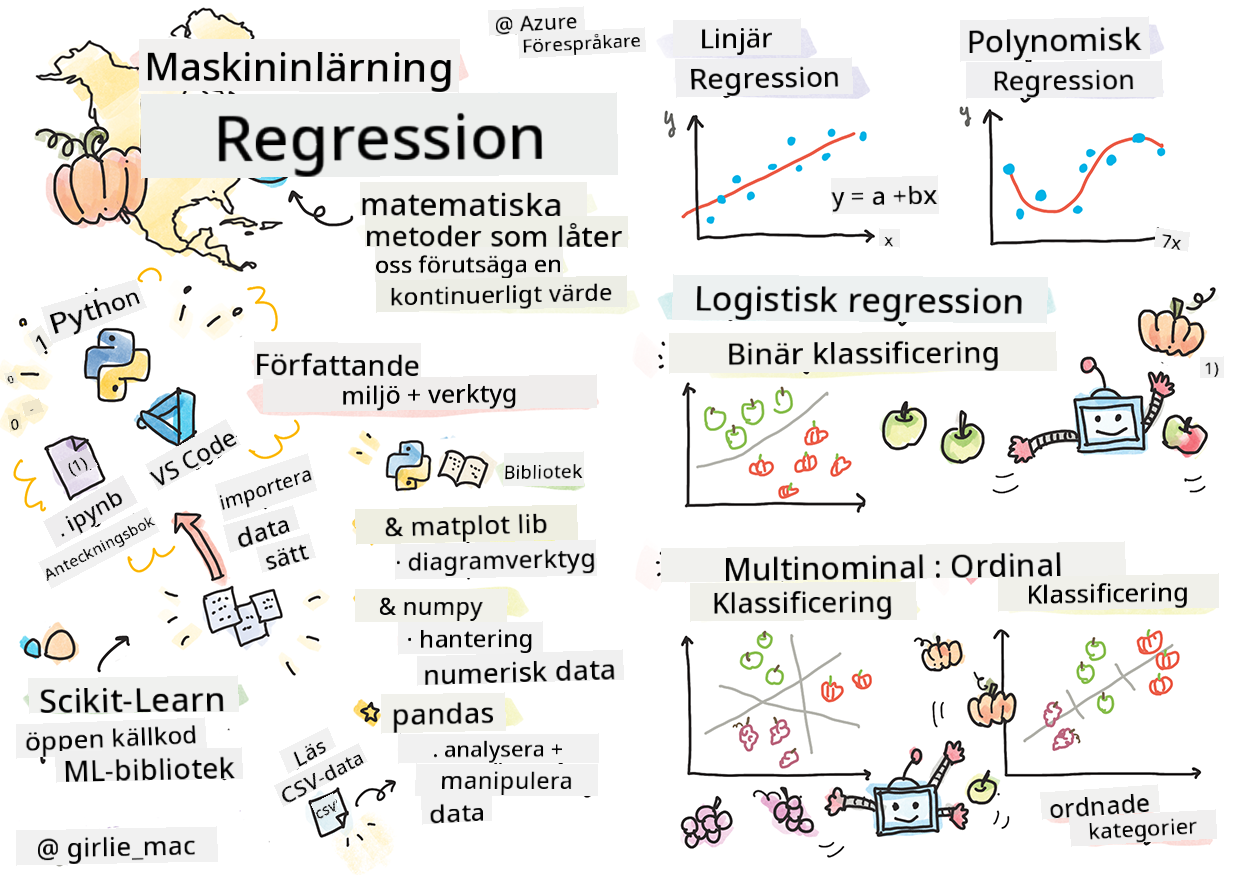 @ Azure
Förespråkare
Maskininlärning
Regression
matematiska
metoder som låter
oss förutsäga en
kontinuerligt värde
1 Python
VS Code
(1)
.ipynb
Anteckningsbok
importera
data
sätt
Scikit-Learn
öppen källkod
ML-bibliotek
@ girlie_mac
Författande
miljö + verktyg
Bibliotek
& matplot lib
· diagramverktyg
& numpy
· hantering
numerisk data
pandas
. analysera +
manipulera
data
Läs
CSV-data
CSV
Linjär
Regression
y
y = a +bx
x
Polynomisk
Regression
y
7x
Logistisk regression
: Binär klassificering
1)
: Multinominal : Ordinal
Klassificering
Klassificering
ordnade
kategorier